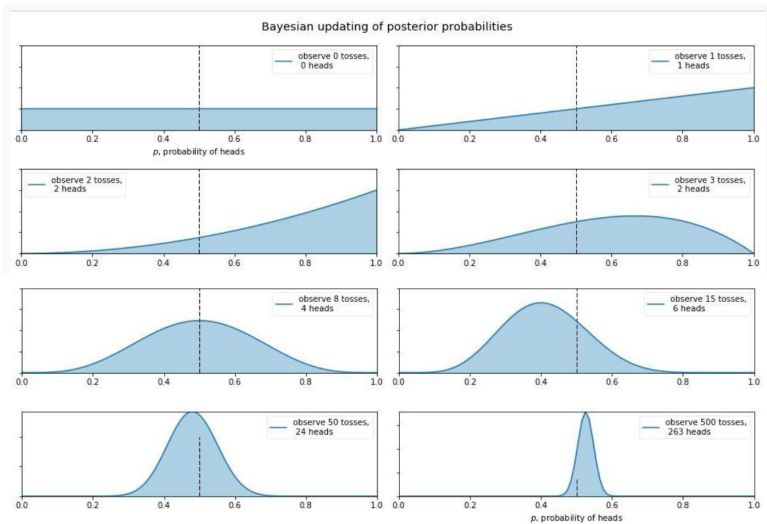 Bayesian updating of posterior probabilities
observe 0 tosses,
0 heads
0.0 0.2 0.4 0.6 0.8 1.0
p, probability of heads
observe 1 tosses,
1 heads
0.0 0.2 0.4 0.6 0.8 1.0
observe 2 tosses,
2 heads
0.0 0.2 0.4 0.6 0.8 1.0
observe 3 tosses,
2 heads
0.0 0.2 0.4 0.6 0.8 1.0
observe 8 tosses,
4 heads
0.0 0.2 0.4 0.6 0.8 1.0
observe 15 tosses,
6 heads
0.0 0.2 0.4 0.6 0.8 1.0
observe 50 tosses,
24 heads
0.0 0.2 0.4 0.6 0.8 1.0
observe 500 tosses,
263 heads
0.0 0.2 0.4 0.6 0.8 1.0
p, probability of heads